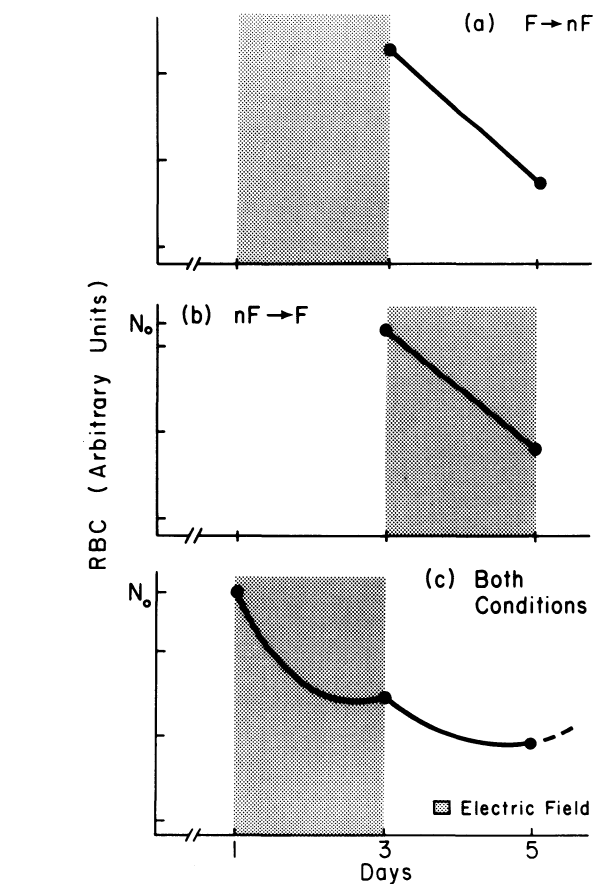 (a) F→nF
RBC (Arbitrary Units)
N₀ (b) nF→F
N₀ (c) Both
Conditions
Electric Field
1 3 5
Days